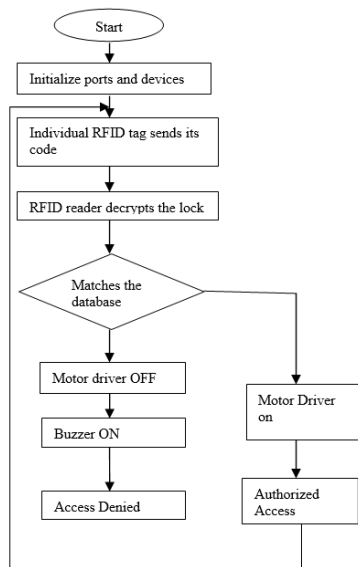 Start
Initialize ports and devices
Individual RFID tag sends its
code
RFID reader decrypts the lock
Matches the
database
Motor driver OFF
Buzzer ON
Access Denied
Motor Driver
on
Authorized
Access